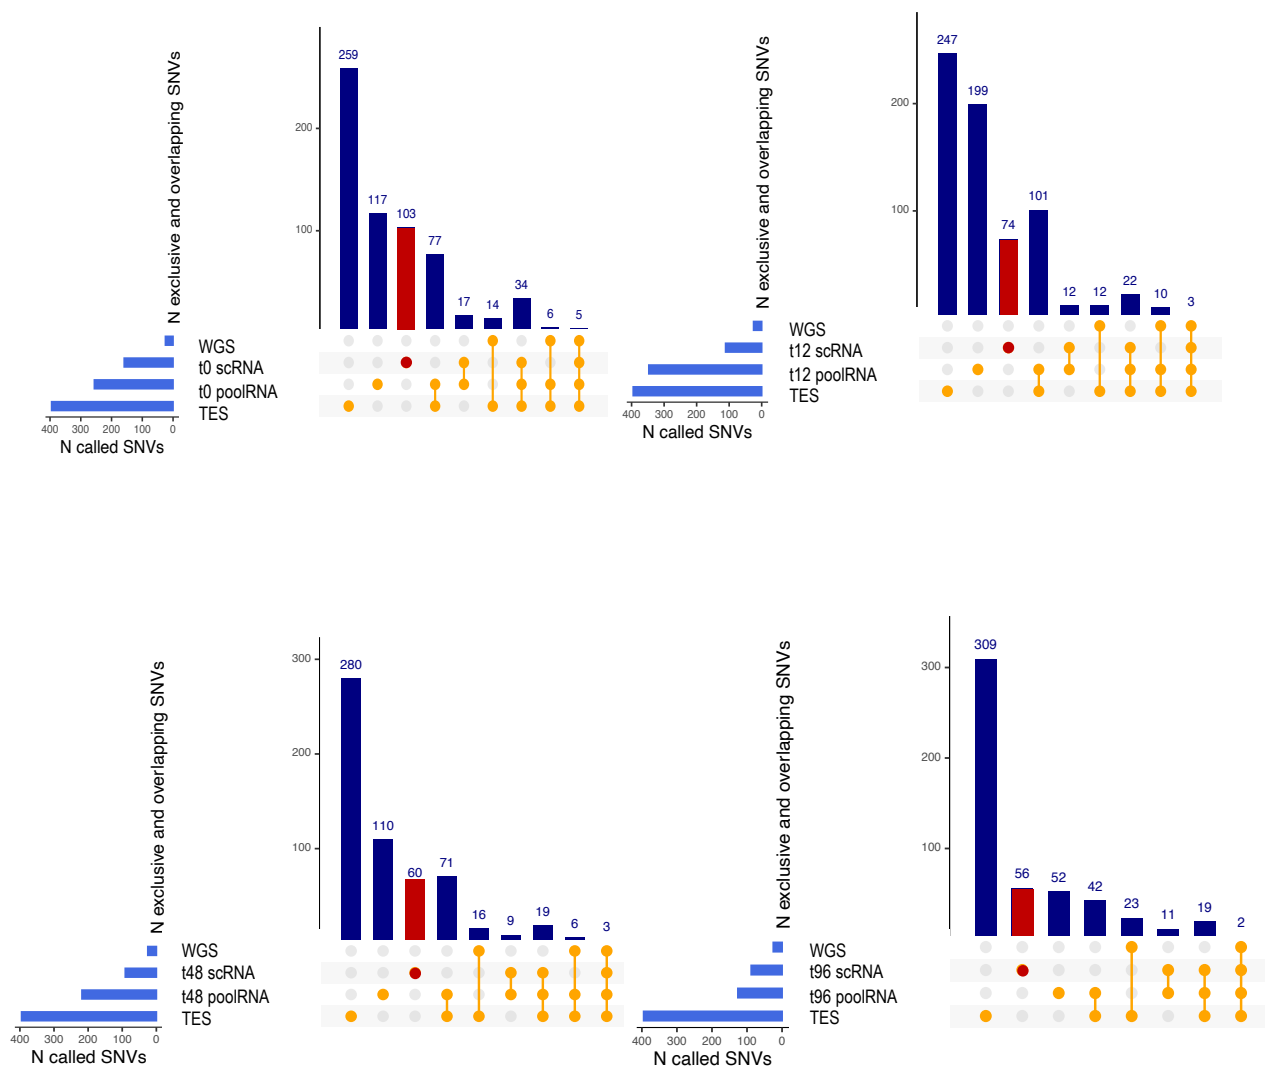 N exclusive and overlapping SNVs
259
117
103
77
17
14
34
6
5
200
100
WGS
t0 scRNA
t0 poolRNA
TES
400 300 200 100 0
N called SNVs
N exclusive and overlapping SNVs
247
199
74
101
12
12
22
10
3
200
100
WGS
t12 scRNA
t12 poolRNA
TES
400 300 200 100 0
N called SNVs
N exclusive and overlapping SNVs
300
200
100
280
110
60
71
16
9
19
6
3
WGS
t48 scRNA
t48 poolRNA
TES
400 300 200 100 0
N called SNVs
N exclusive and overlapping SNVs
300
200
100
309
56
52
42
23
11
19
2
WGS
t96 scRNA
t96 poolRNA
TES
400 300 200 100 0
N called SNVs